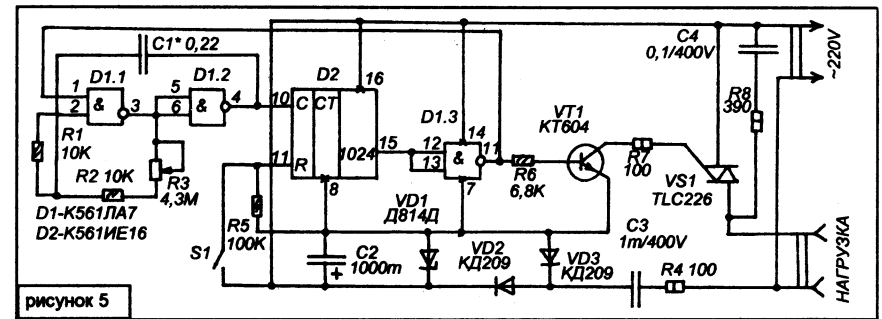 C1* 0,22
D1.1
D1.2
D2
C4
0,1/400V
~220V
1
2
&
3
5
6
&
4
10
C
CT
16
1024
15
D1.3
12
13
&
14
11
7
VT1
KT604
R8
390
R1
10K
R2 10K
R3
4,3M
11
R
8
R6
6,8K
R7
100
VS1
TLC226
D1-К561ЛА7
D2-К561ИЕ16
R5
100K
VD1
Д814Д
C3
1m/400V
S1
C2
1000m
+
VD2
КД209
VD3
КД209
R4 100
НАГРУЗКА
рисунок 5